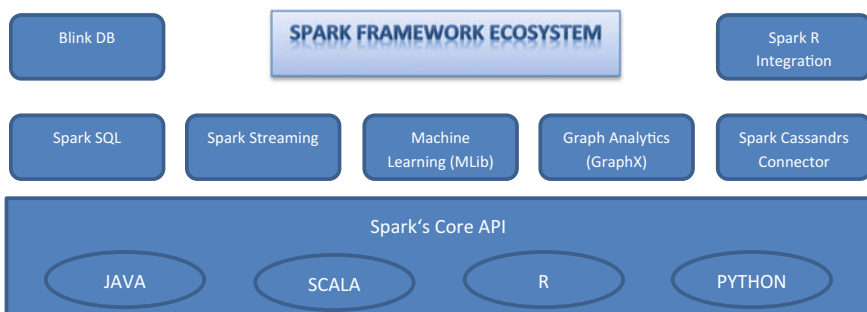 Blink DB
SPARK FRAMEWORK ECOSYSTEM
Spark R
Integration
Spark SQL
Spark Streaming
Machine
Learning (MLib)
Graph Analytics
(GraphX)
Spark Cassandrs
Connector
Spark‘s Core API
JAVA
SCALA
R
PYTHON